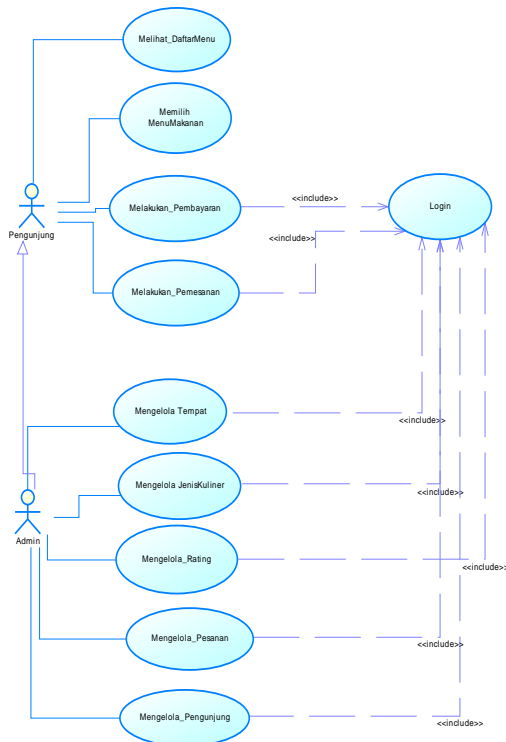 Melihat_DaftarMenu
Memilih
MenuMakanan
Melakukan_Pembayaran
<<include>>
Login
Pengunjung
<<include>>
Melakukan_Pemesanan
Mengelola Tempat
<<include>>
Mengelola JenisKuliner
<<include>>
Admin
Mengelola_Rating
<<include>>
Mengelola_Pesanan
<<include>>
Mengelola_Pengunjung
<<include>>